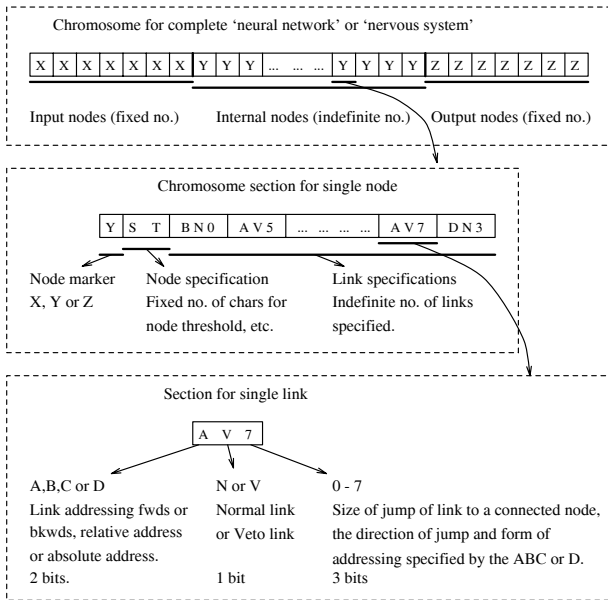 Chromosome for complete ‘neural network’ or ‘nervous system’
X X X X X X X Y Y Y ... ... ... Y Y Y Y Z Z Z Z Z Z Z
Input nodes (fixed no.) Internal nodes (indefinite no.) Output nodes (fixed no.)
Chromosome section for single node
Y S T B N 0 A V 5 ... ... ... ... A V 7 D N 3
Node marker
X, Y or Z
Node specification
Fixed no. of chars for
node threshold, etc.
Link specifications
Indefinite no. of links
specified.
Section for single link
A V 7
A,B,C or D
Link addressing fwds or
bkwds, relative address
or absolute address.
2 bits.
N or V
Normal link
or Veto link
1 bit
0 - 7
Size of jump of link to a connected node,
the direction of jump and form of
addressing specified by the ABC or D.
3 bits